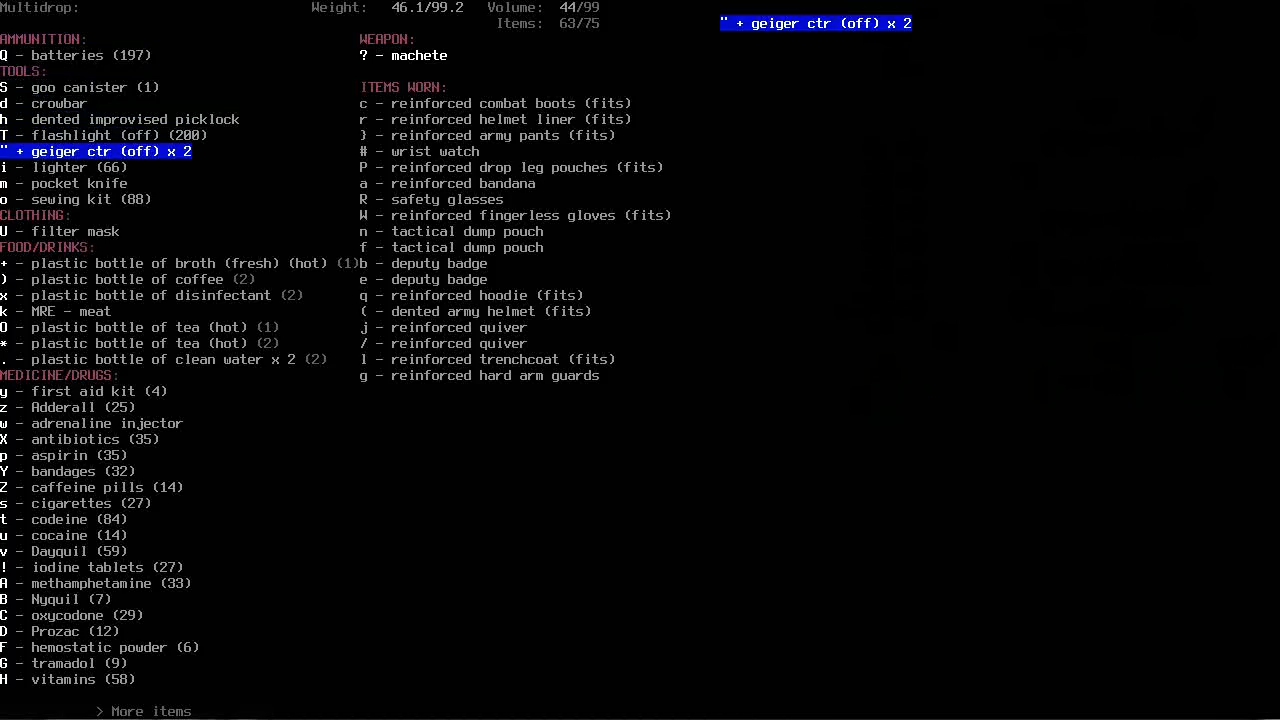 Multidrop: Weight: 46.1/99.2 Volume: 44/99
Items: 63/75
" + geiger ctr (off) x 2
AMMUNITION:
Q - batteries (197)
TOOLS:
S - goo canister (1)
d - crowbar
h - dented improvised picklock
T - flashlight (off) (200)
" + geiger ctr (off) x 2
i - lighter (66)
m - pocket knife
o - sewing kit (88)
CLOTHING:
U - filter mask
FOOD/DRINKS:
+ - plastic bottle of broth (fresh) (hot) (1)
) - plastic bottle of coffee (2)
x - plastic bottle of disinfectant (2)
k - MRE - meat
O - plastic bottle of tea (hot) (1)
* - plastic bottle of tea (hot) (2)
. - plastic bottle of clean water x 2 (2)
MEDICINE/DRUGS:
y - first aid kit (4)
z - Adderall (25)
w - adrenaline injector
X - antibiotics (35)
p - aspirin (35)
Y - bandages (32)
Z - caffeine pills (14)
s - cigarettes (27)
t - codeine (84)
u - cocaine (14)
v - Dayquil (59)
! - iodine tablets (27)
A - methamphetamine (33)
B - Nyquil (7)
C - oxycodone (29)
D - Prozac (12)
F - hemostatic powder (6)
G - tramadol (9)
H - vitamins (58)
> More items
WEAPON:
? - machete
ITEMS WORN:
c - reinforced combat boots (fits)
r - reinforced helmet liner (fits)
} - reinforced army pants (fits)
# - wrist watch
P - reinforced drop leg pouches (fits)
a - reinforced bandana
R - safety glasses
W - reinforced fingerless gloves (fits)
n - tactical dump pouch
f - tactical dump pouch
b - deputy badge
e - deputy badge
q - reinforced hoodie (fits)
( - dented army helmet (fits)
j - reinforced quiver
/ - reinforced quiver
l - reinforced trenchcoat (fits)
g - reinforced hard arm guards